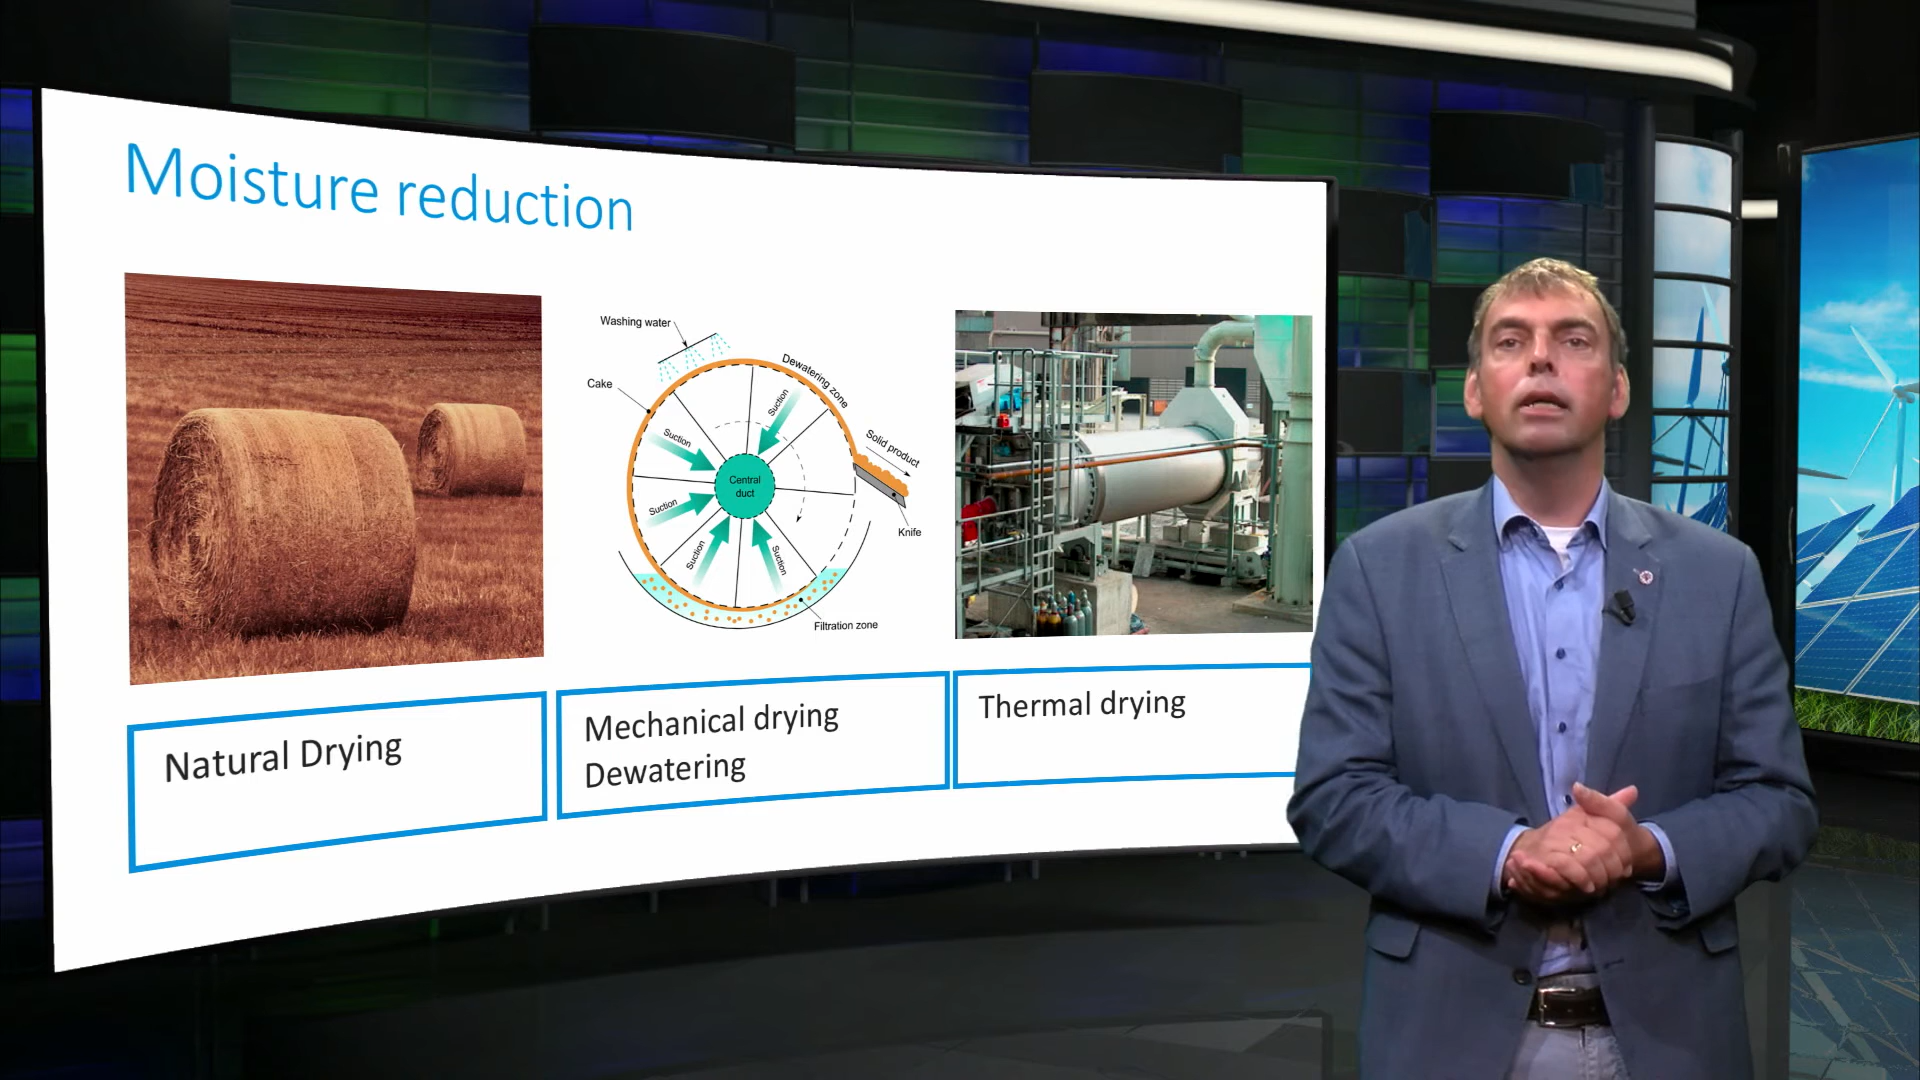 Moisture reduction
Washing water
Cake
Dewatering zone
Suction
Suction
Suction
Suction
Suction
Central
duct
Solid product
Knife
Filtration zone
Natural Drying
Mechanical drying
Dewatering
Thermal drying